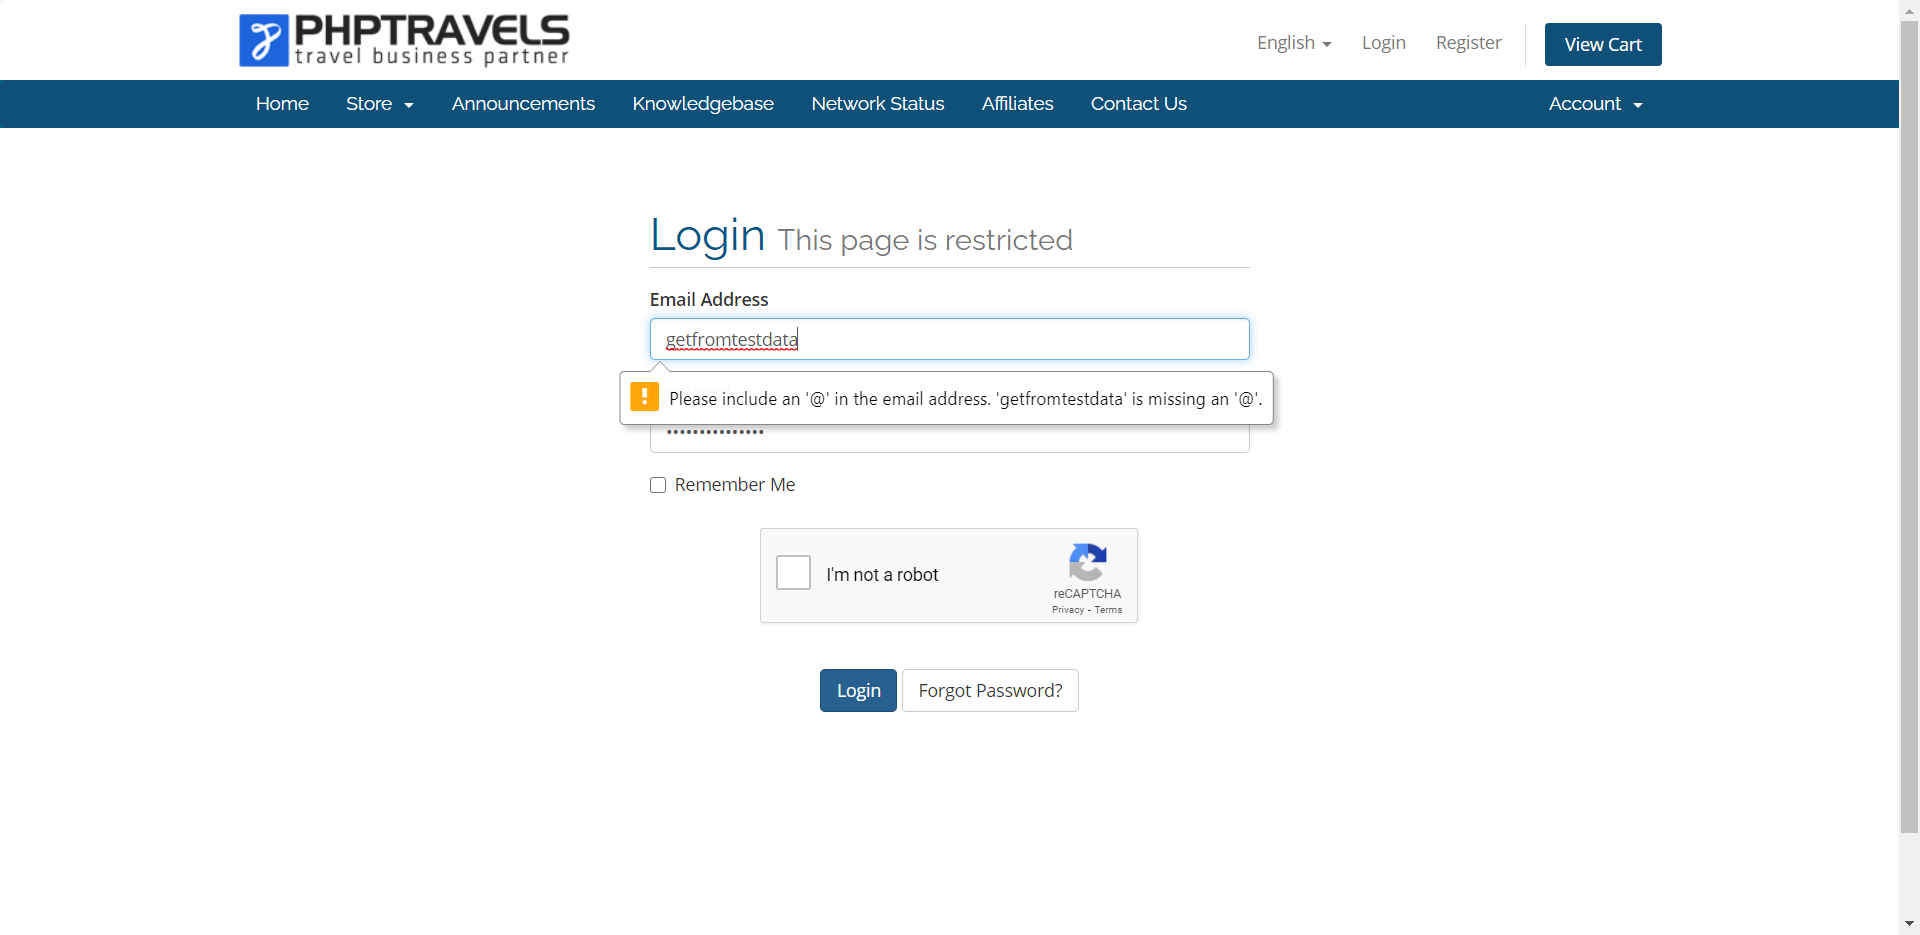 PHPTRAVELS
travel business partner
English
Login
Register
View Cart
Home
Store
Announcements
Knowledgebase
Network Status
Affiliates
Contact Us
Account
Login This page is restricted
Email Address
getfromtestdata
Please include an '@' in the email address. 'getfromtestdata' is missing an '@'.
•••••••••••••••
Remember Me
I'm not a robot
reCAPTCHA
Privacy - Terms
Login
Forgot Password?